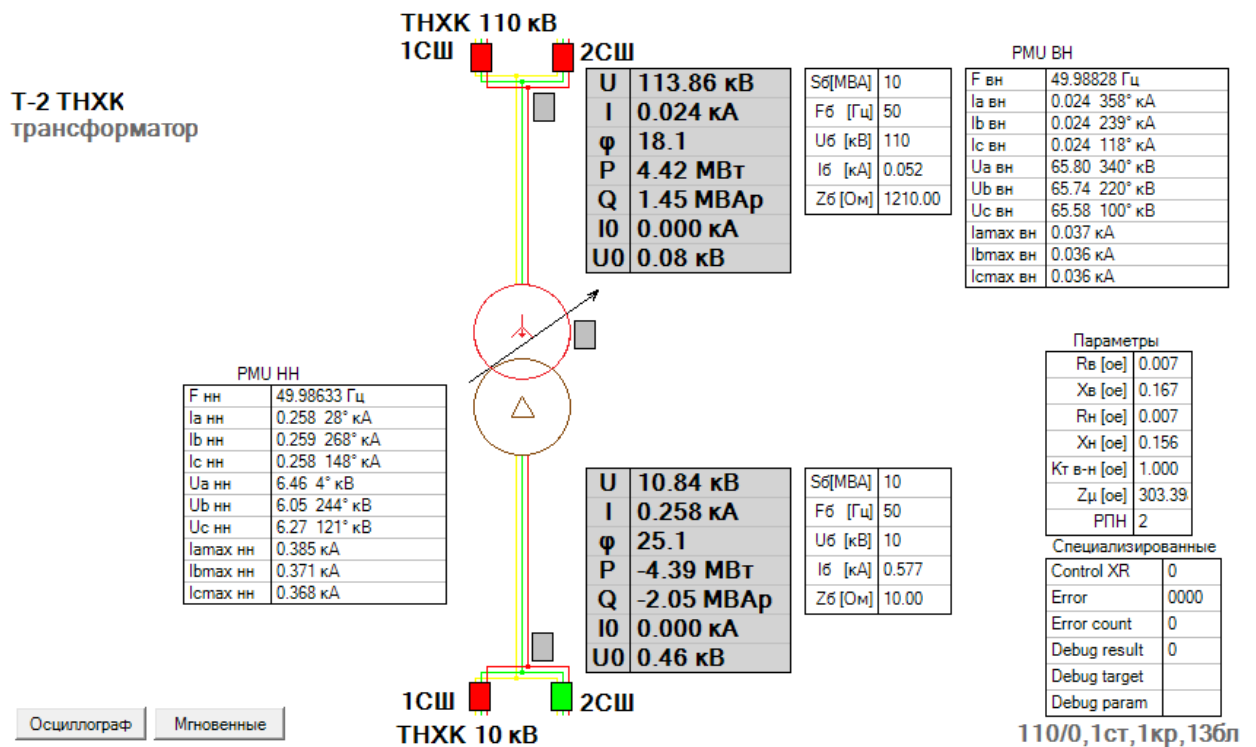 ТНХК 110 кВ
1СШ
2СШ
Т-2 ТНХК
трансформатор
U 113.86 кВ
I 0.024 кА
φ 18.1
P 4.42 МВт
Q 1.45 МВАр
I0 0.000 кА
U0 0.08 кВ
Sб[МВА] 10
Fб [Гц] 50
Uб [кВ] 110
Iб [кА] 0.052
Zб [Ом] 1210.00
PMU ВН
F вн 49.98828 Гц
Ia вн 0.024 358° кА
Ib вн 0.024 239° кА
Ic вн 0.024 118° кА
Ua вн 65.80 340° кВ
Ub вн 65.74 220° кВ
Uc вн 65.58 100° кВ
Iamax вн 0.037 кА
Ibmax вн 0.036 кА
Icmax вн 0.036 кА
PMU НН
F нн 49.98633 Гц
Ia нн 0.258 28° кА
Ib нн 0.259 268° кА
Ic нн 0.258 148° кА
Ua нн 6.46 4° кВ
Ub нн 6.05 244° кВ
Uc нн 6.27 121° кВ
Iamax нн 0.385 кА
Ibmax нн 0.371 кА
Icmax нн 0.368 кА
Параметры
Rв [ое] 0.007
Xв [ое] 0.167
Rн [ое] 0.007
Xн [ое] 0.156
Кт в-н [ое] 1.000
Zμ [ое] 303.39
РПН 2
U 10.84 кВ
I 0.258 кА
φ 25.1
P -4.39 МВт
Q -2.05 МВАр
I0 0.000 кА
U0 0.46 кВ
Sб[МВА] 10
Fб [Гц] 50
Uб [кВ] 10
Iб [кА] 0.577
Zб [Ом] 10.00
Специализированные
Control XR 0
Error 0000
Error count 0
Debug result 0
Debug target
Debug param
1СШ
2СШ
ТНХК 10 кВ
Осциллограф
Мгновенные
110/0,1ст,1кр,13бл